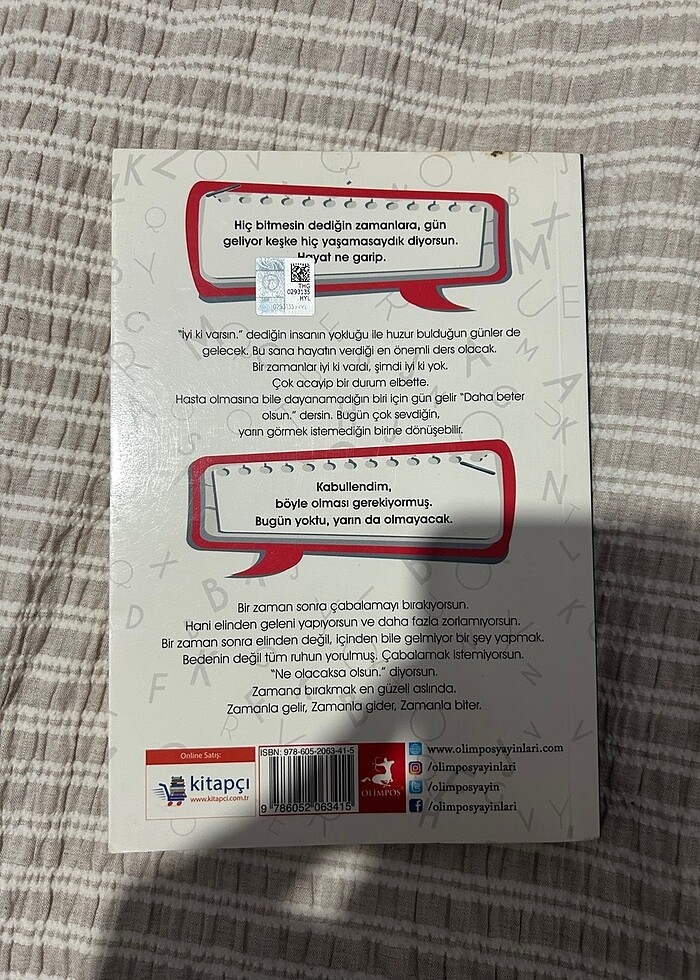 Hiç bitmesin dediğin zamanlara, gün
geliyor keşke hiç yaşamasaydık diyorsun.
Hayat ne garip.
THG
0293135
HYL
"İyi ki varsın." dediğin insanın yokluğu ile huzur bulduğun günler de
gelecek. Bu sana hayatın verdiği en önemli ders olacak.
Bir zamanlar iyi ki vardı, şimdi iyi ki yok.
Çok acayip bir durum elbette.
Hasta olmasına bile dayanamadığın biri için gün gelir "Daha beter
olsun." dersin. Bugün çok sevdiğin,
yarın görmek istemediğin birine dönüşebilir.
Kabullendim,
böyle olması gerekiyormuş.
Bugün yoktu, yarın da olmayacak.
Bir zaman sonra çabalamayı bırakıyorsun.
Hani elinden geleni yapıyorsun ve daha fazla zorlamıyorsun.
Bir zaman sonra elinden değil, içinden bile gelmiyor bir şey yapmak.
Bedenin değil tüm ruhun yorulmuş. Çabalamak istemiyorsun.
"Ne olacaksa olsun." diyorsun.
Zamana bırakmak en güzeli aslında.
Zamanla gelir, Zamanla gider, Zamanla biter.
Online Satış:
kitapçı
www.kitapci.com.tr
ISBN: 978-605-2063-41-5
9 786052 063415
OLİMPOS
www.olimposyayinlari.com
/olimposyayinlari
/olimposyayin
/olimposyayinlari